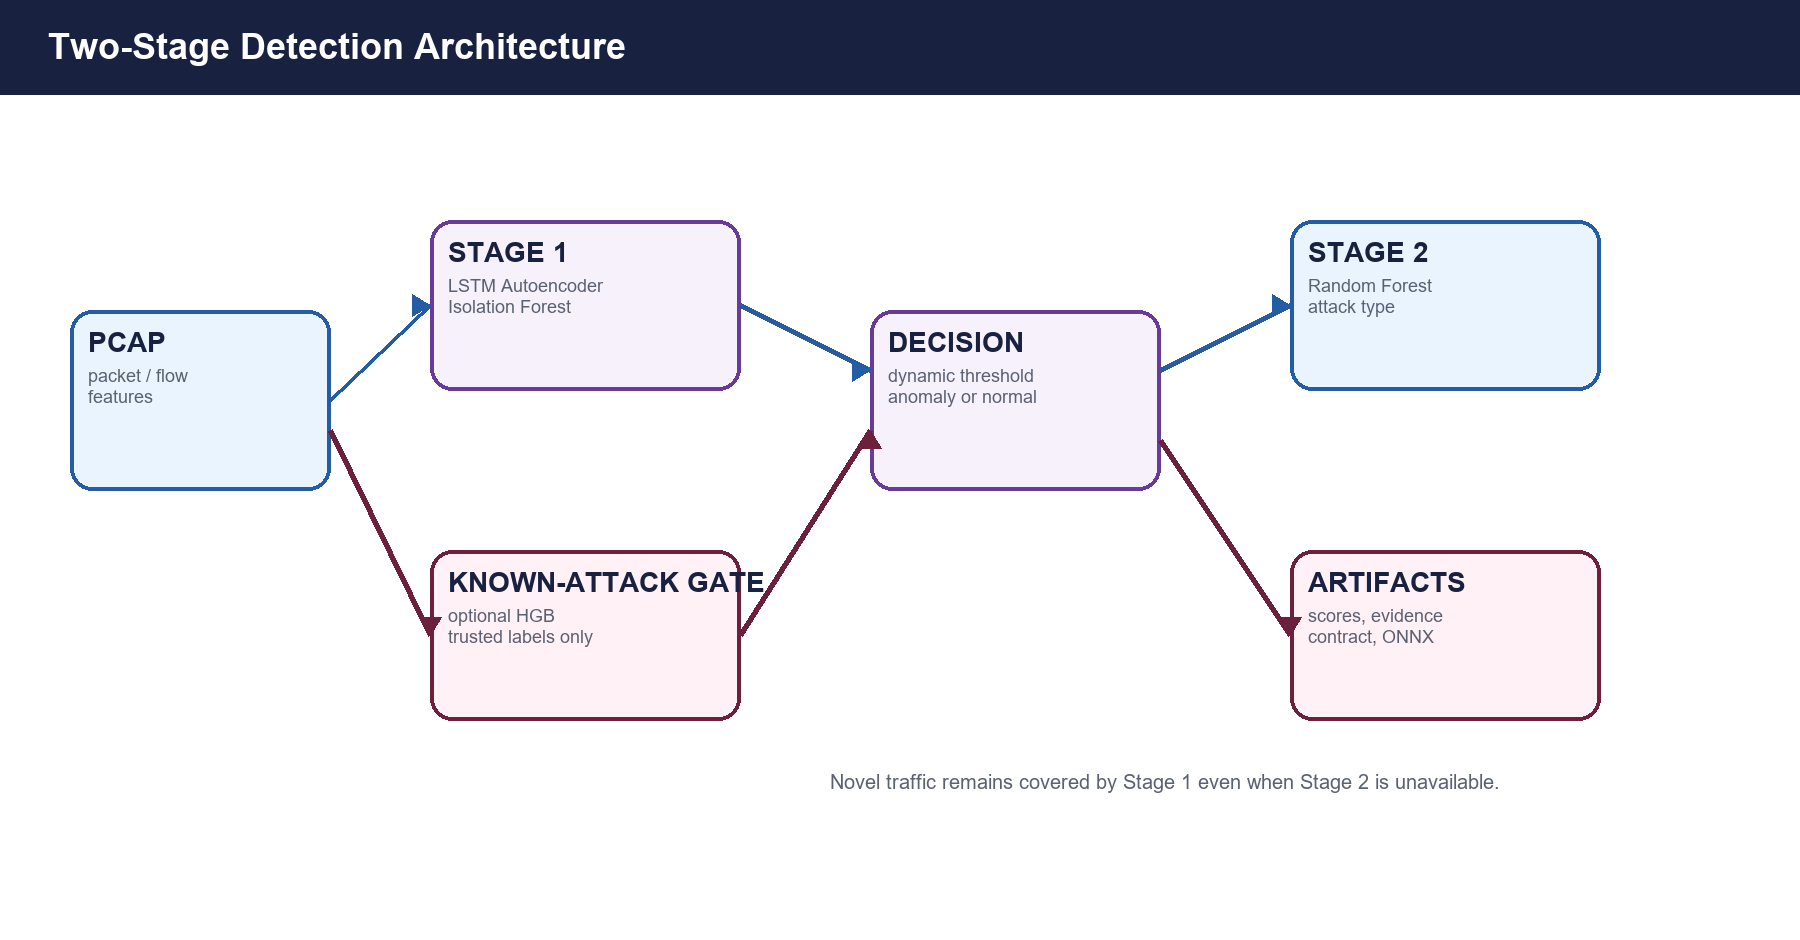 Two-Stage Detection Architecture
PCAP
packet / flow
features
STAGE 1
LSTM Autoencoder
Isolation Forest
KNOWN-ATTACK GATE
optional HGB
trusted labels only
DECISION
dynamic threshold
anomaly or normal
STAGE 2
Random Forest
attack type
ARTIFACTS
scores, evidence
contract, ONNX
Novel traffic remains covered by Stage 1 even when Stage 2 is unavailable.